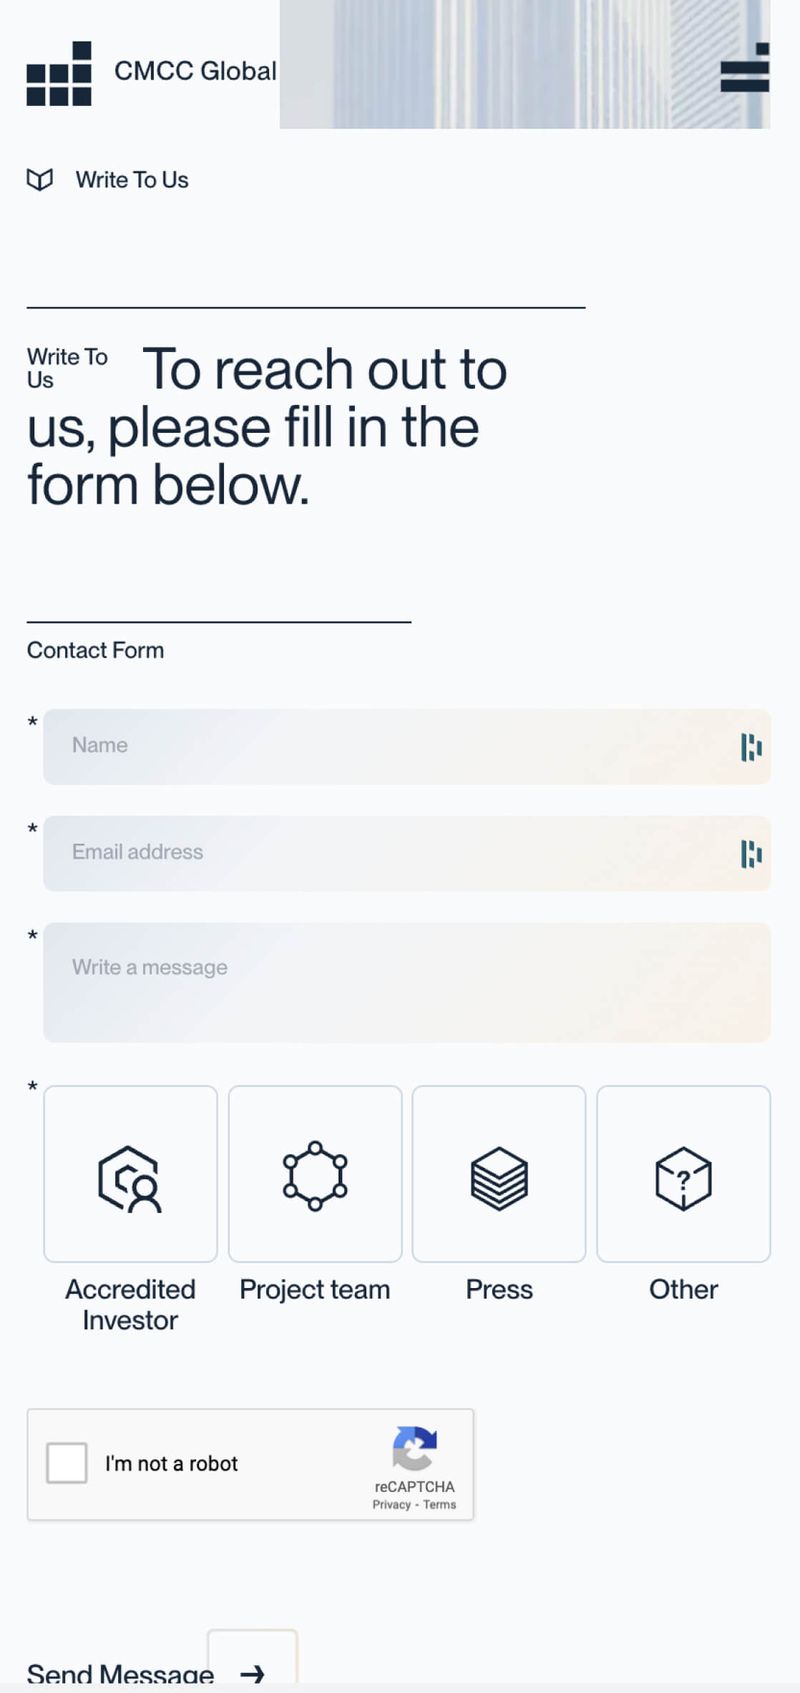 CMCC Global
Write To Us
Write To
Us
To reach out to
us, please fill in the
form below.
Contact Form
*
Name
*
Email address
*
Write a message
*
?
Accredited
Investor
Project team
Press
Other
I'm not a robot
reCAPTCHA
Privacy - Terms
Send Message